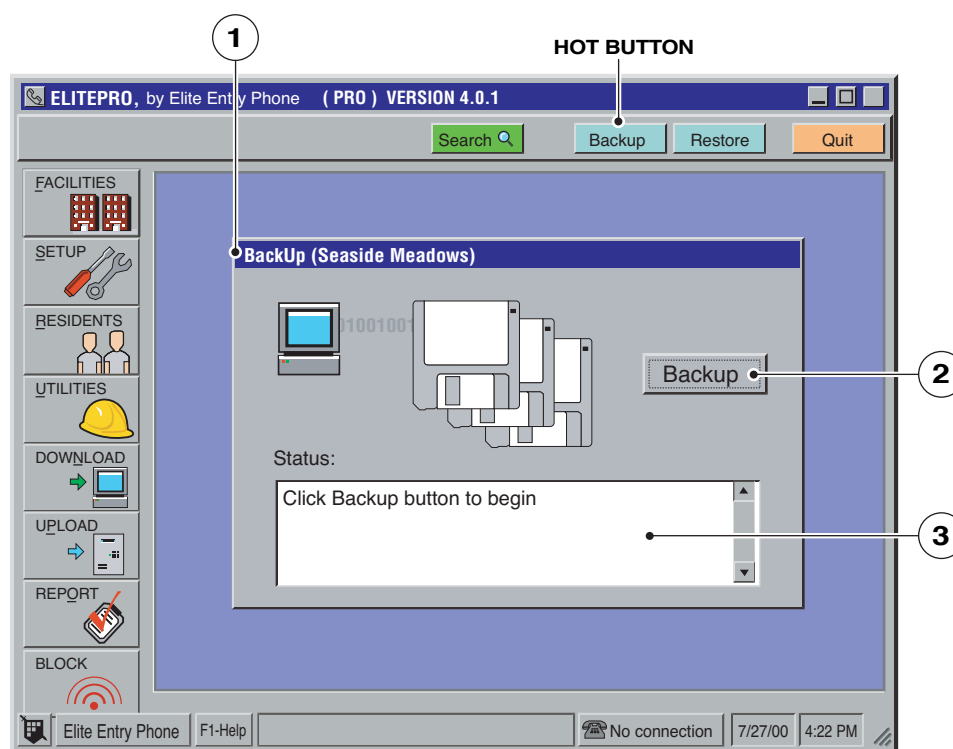 1
HOT BUTTON
ELITEPRO, by Elite Entry Phone ( PRO ) VERSION 4.0.1
Search Backup Restore Quit
FACILITIES
SETUP
RESIDENTS
UTILITIES
DOWNLOAD
UPLOAD
REPORT
BLOCK
BackUp (Seaside Meadows)
01001001
Backup
2
Status:
Click Backup button to begin
3
Elite Entry Phone F1-Help No connection 7/27/00 4:22 PM